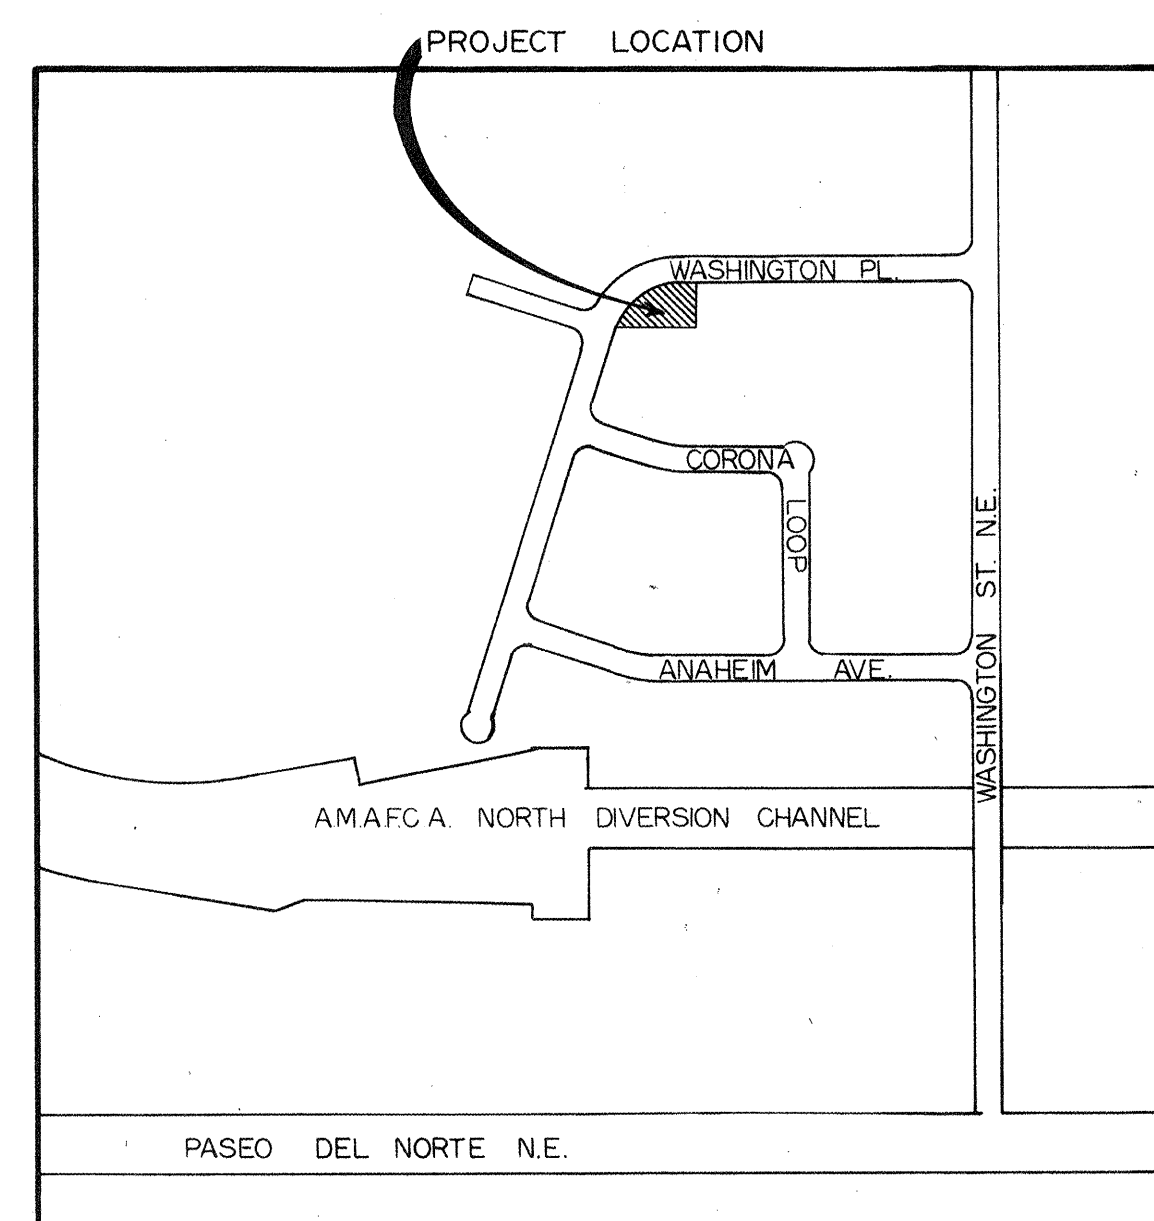 PROJECT LOCATION
WASHINGTON PL.
CORONA
LOOP
WASHINGTON ST. N.E.
ANAHEIM AVE.
A.M.A.F.C A. NORTH DIVERSION CHANNEL
PASEO DEL NORTE N.E.